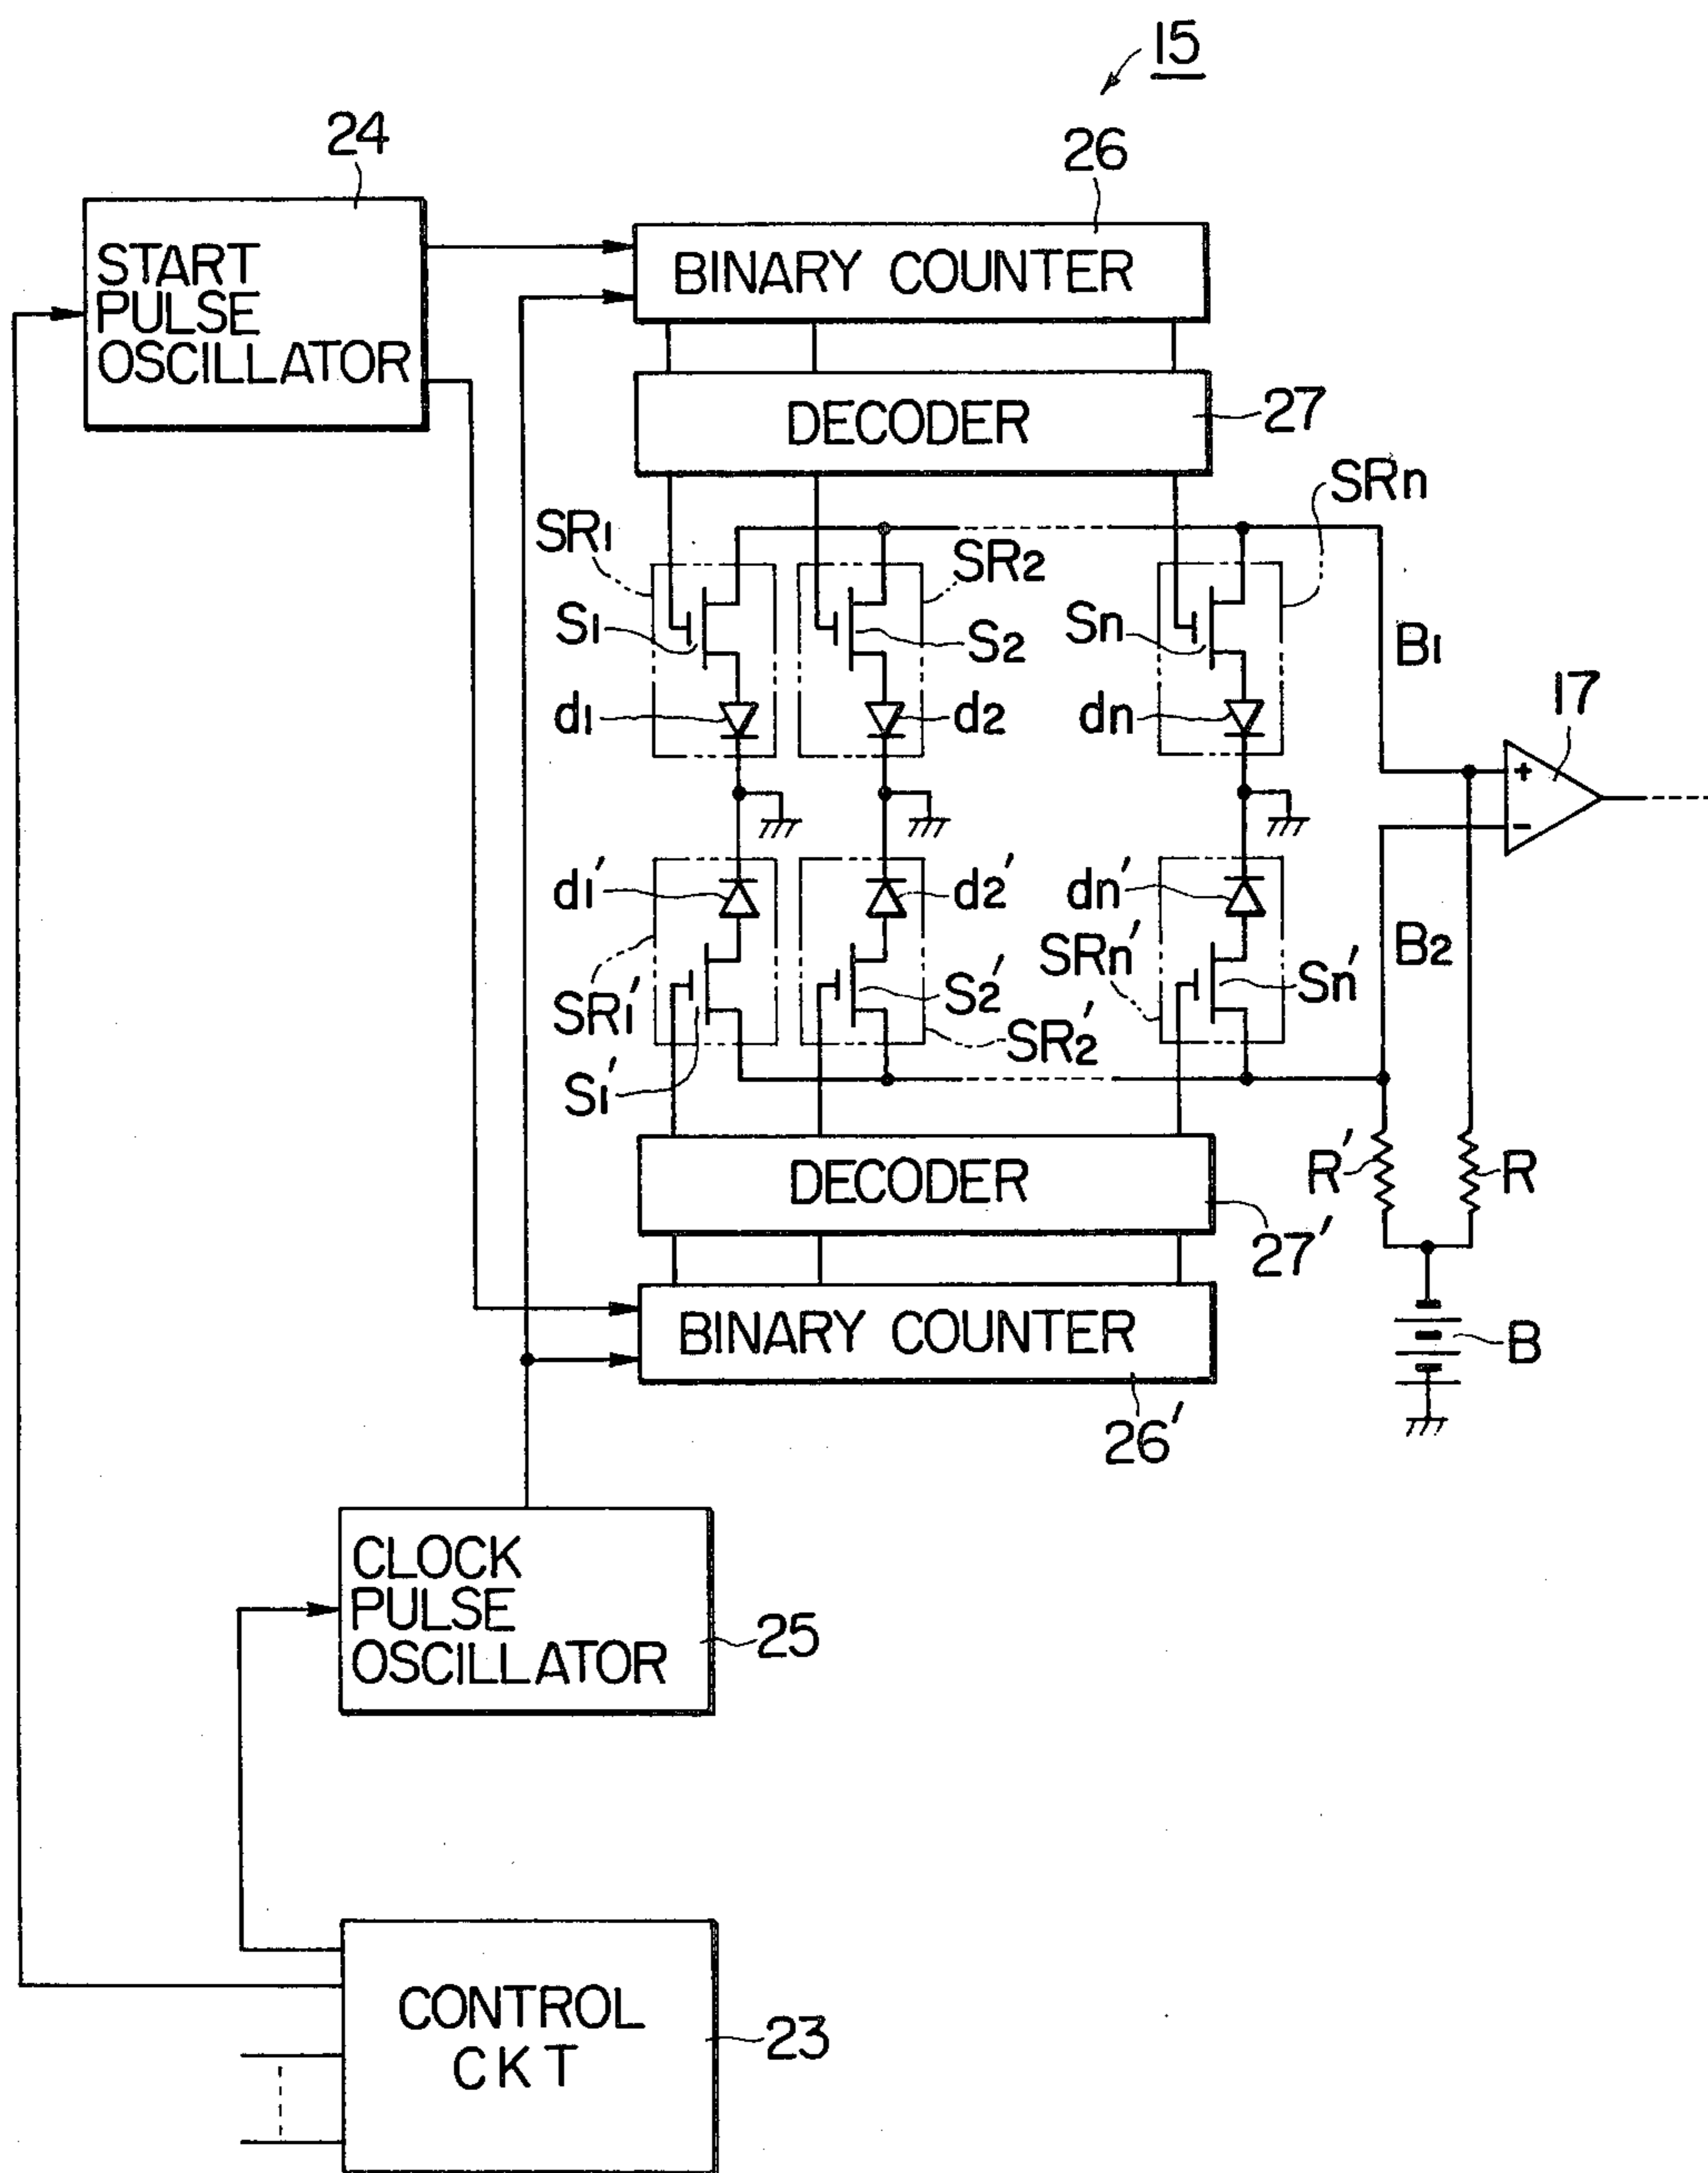 15
24
26
START
PULSE
OSCILLATOR
BINARY COUNTER
DECODER
27
SRn
SR1
SR2
S1
S2
Sn
B1
d1
d2
dn
17
+
-
d1'
d2'
dn'
SRn'
B2
SR1'
S2'
Sn'
SR2'
S1'
DECODER
R'
R
27'
BINARY COUNTER
B
26'
CLOCK
PULSE
OSCILLATOR
25
CONTROL
CKT
23